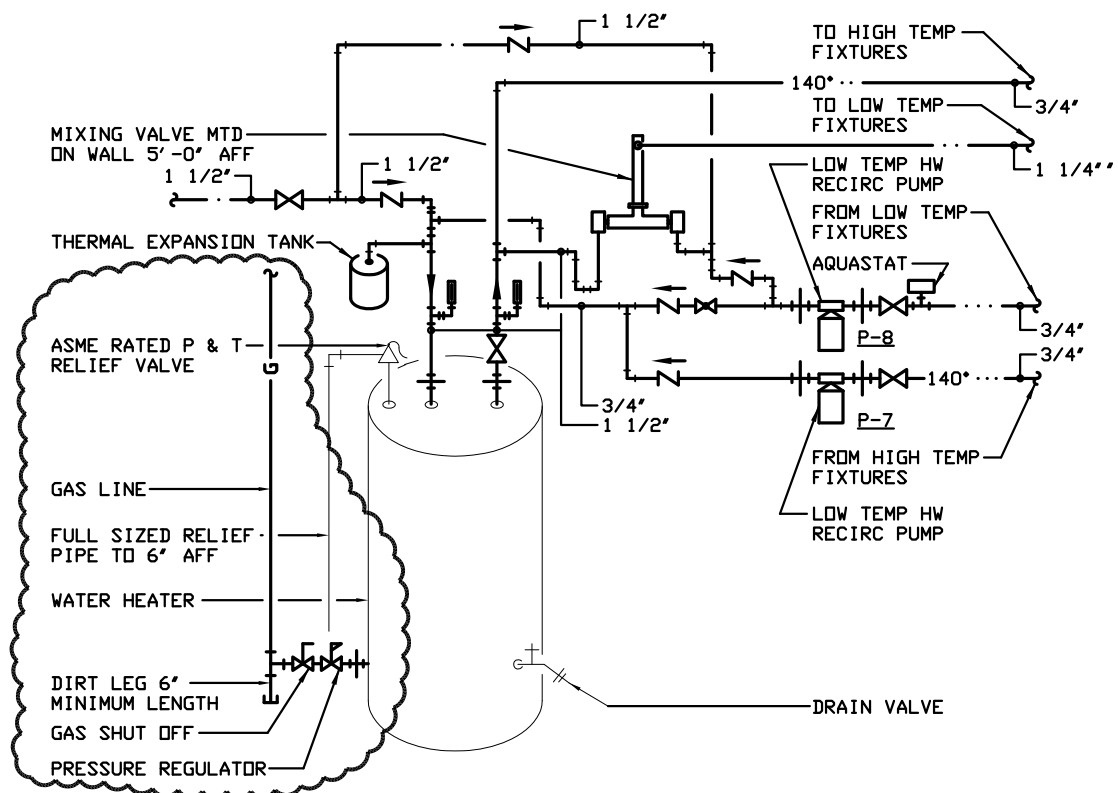 1 1/2"
TO HIGH TEMP
FIXTURES
140° ··
3/4"
TO LOW TEMP
FIXTURES
1 1/4""
MIXING VALVE MTD
ON WALL 5'-0" AFF
1 1/2"
1 1/2"
LOW TEMP HW
RECIRC PUMP
FROM LOW TEMP
FIXTURES
THERMAL EXPANSION TANK
AQUASTAT
3/4"
P-8
ASME RATED P & T
RELIEF VALVE
G
3/4"
140°
P-7
3/4"
1 1/2"
FROM HIGH TEMP
FIXTURES
GAS LINE
LOW TEMP HW
RECIRC PUMP
FULL SIZED RELIEF
PIPE TO 6" AFF
WATER HEATER
DIRT LEG 6"
MINIMUM LENGTH
DRAIN VALVE
GAS SHUT OFF
PRESSURE REGULATOR